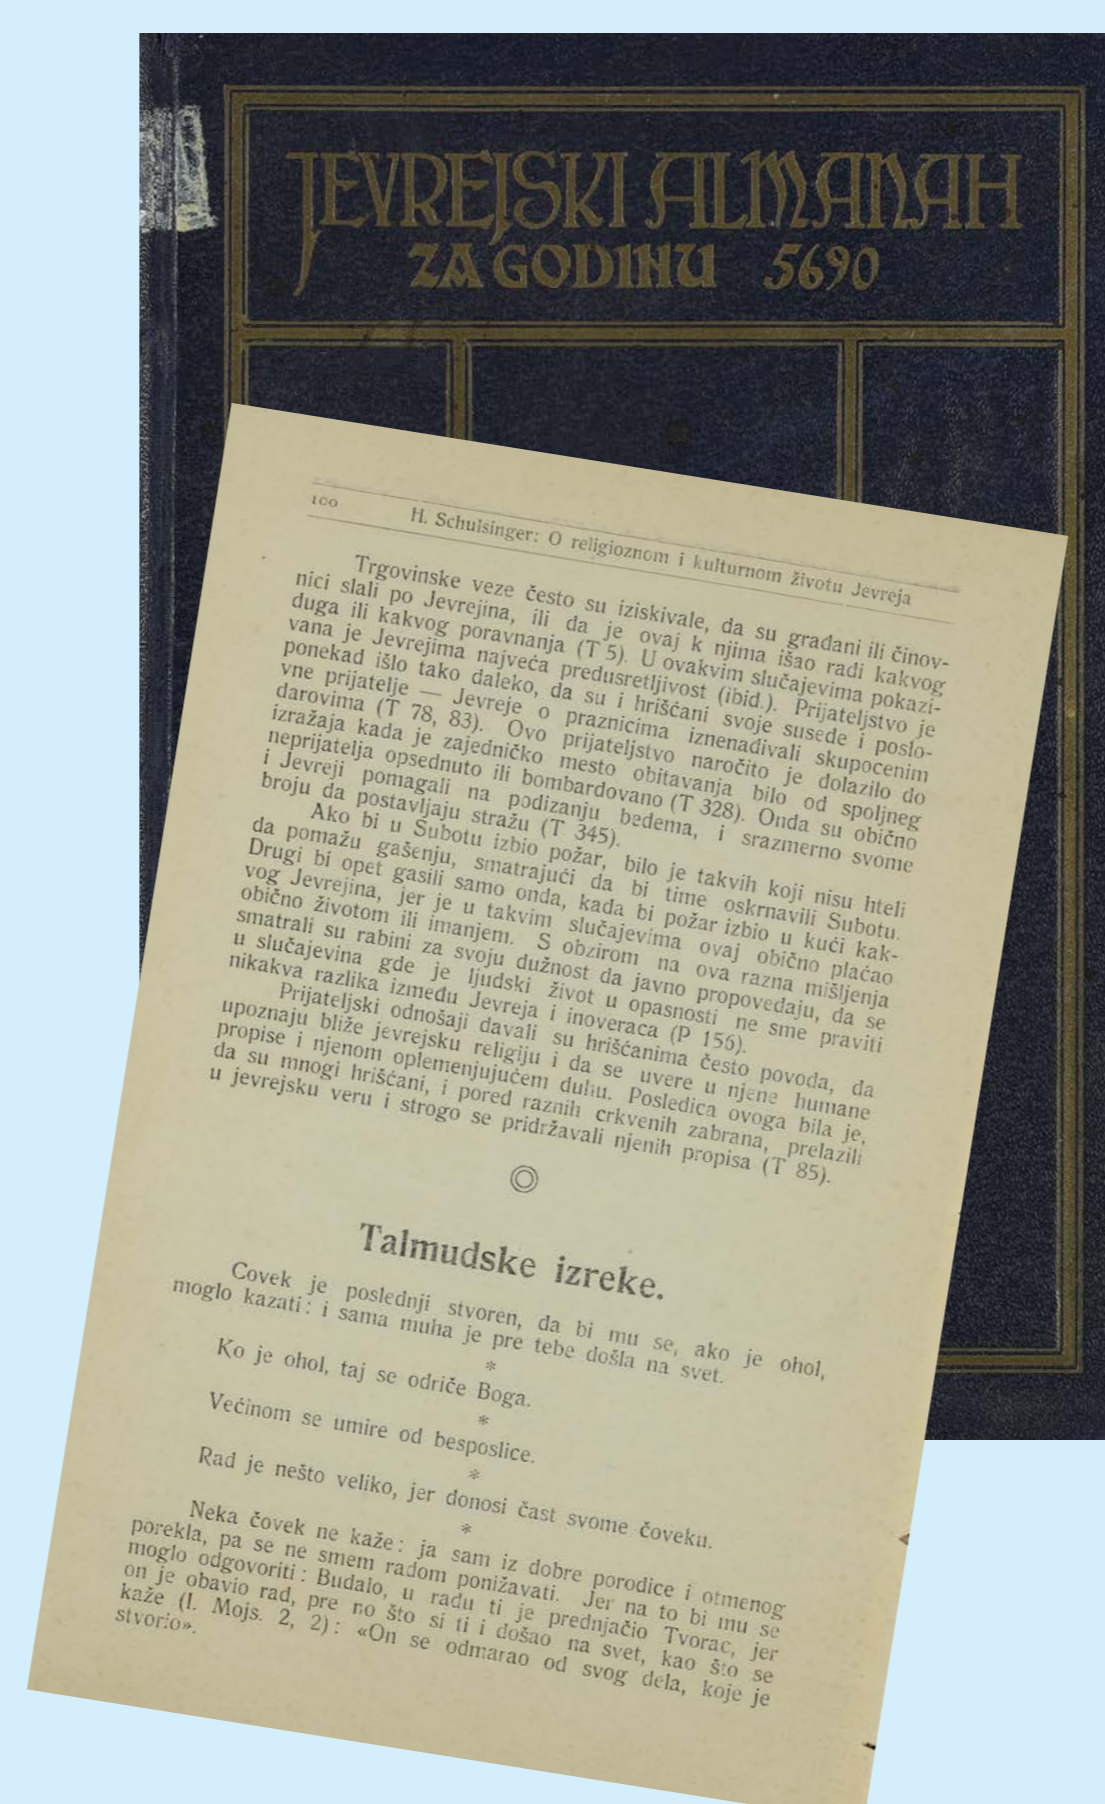 JEVREJSKI ALMANAH
ZA GODINU 5690
100 H. Schulsinger: O religioznom i kulturnom životu Jevreja
Trgovinske veze često su iziskivale, da su građani ili činov-
nici slali po Jevrejina, ili da je ovaj k njima išao radi kakvog
duga ili kakvog poravnanja (T 5). U ovakvim slučajevima pokazi-
vana je Jevrejima najveća predusretljivost (ibid.). Prijateljstvo je
ponekad išlo tako daleko, da su i hrišćani svoje susede i poslo-
vne prijatelje — Jevreje o praznicima iznenađivali skupocenim
darovima (T 78, 83). Ovo prijateljstvo naročito je dolazilo do
izražaja kada je zajedničko mesto obitavanja bilo od spoljneg
neprijatelja opsednuto ili bombardovano (T 328). Onda su obično
i Jevreji pomagali na podizanju bedema, i srazmerno svome
broju da postavljaju stražu (T 345).
Ako bi u Subotu izbio požar, bilo je takvih koji nisu hteli
da pomažu gašenju, smatrajući da bi time oskrnavili Subotu.
Drugi bi opet gasili samo onda, kada bi požar izbio u kući kak-
vog Jevrejina, jer je u takvim slučajevima ovaj obično plaćao
obično životom ili imanjem. S obzirom na ova razna mišljenja
smatrali su rabini za svoju dužnost da javno propovedaju, da se
u slučajevina gde je ljudski život u opasnosti ne sme praviti
nikakva razlika između Jevreja i inoveraca (P 156).
Prijateljski odnošaji davali su hrišćanima često povoda, da
upoznaju bliže jevrejsku religiju i da se uvere u njene humane
propise i njenom oplemenjujućem duhu. Posledica ovoga bila je,
da su mnogi hrišćani, i pored raznih crkvenih zabrana, prelazili
u jevrejsku veru i strogo se pridržavali njenih propisa (T 85).
Talmudske izreke.
Covek je poslednji stvoren, da bi mu se, ako je ohol,
moglo kazati: i sama muha je pre tebe došla na svet.
*
Ko je ohol, taj se odriče Boga.
*
Većinom se umire od besposlice.
*
Rad je nešto veliko, jer donosi čast svome čoveku.
*
Neka čovek ne kaže: ja sam iz dobre porodice i otmenog
porekla, pa se ne smem radom ponižavati. Jer na to bi mu se
moglo odgovoriti: Budalo, u radu ti je prednjačio Tvorac, jer
on je obavio rad, pre no što si ti i došao na svet, kao što se
kaže (I. Mojs. 2, 2): «On se odmarao od svog dela, koje je
stvorio».